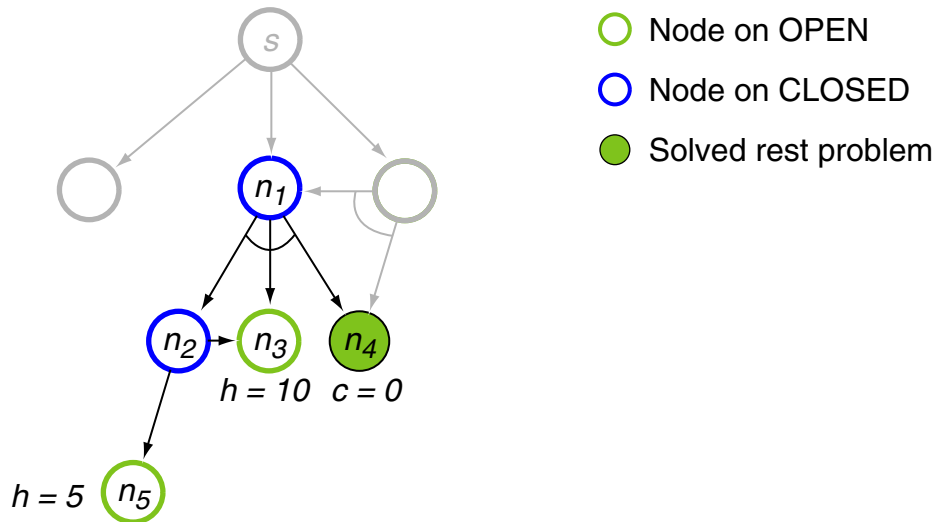 s
Node on OPEN
Node on CLOSED
Solved rest problem
n1
n2
n3
n4
h = 10
c = 0
h = 5
n5